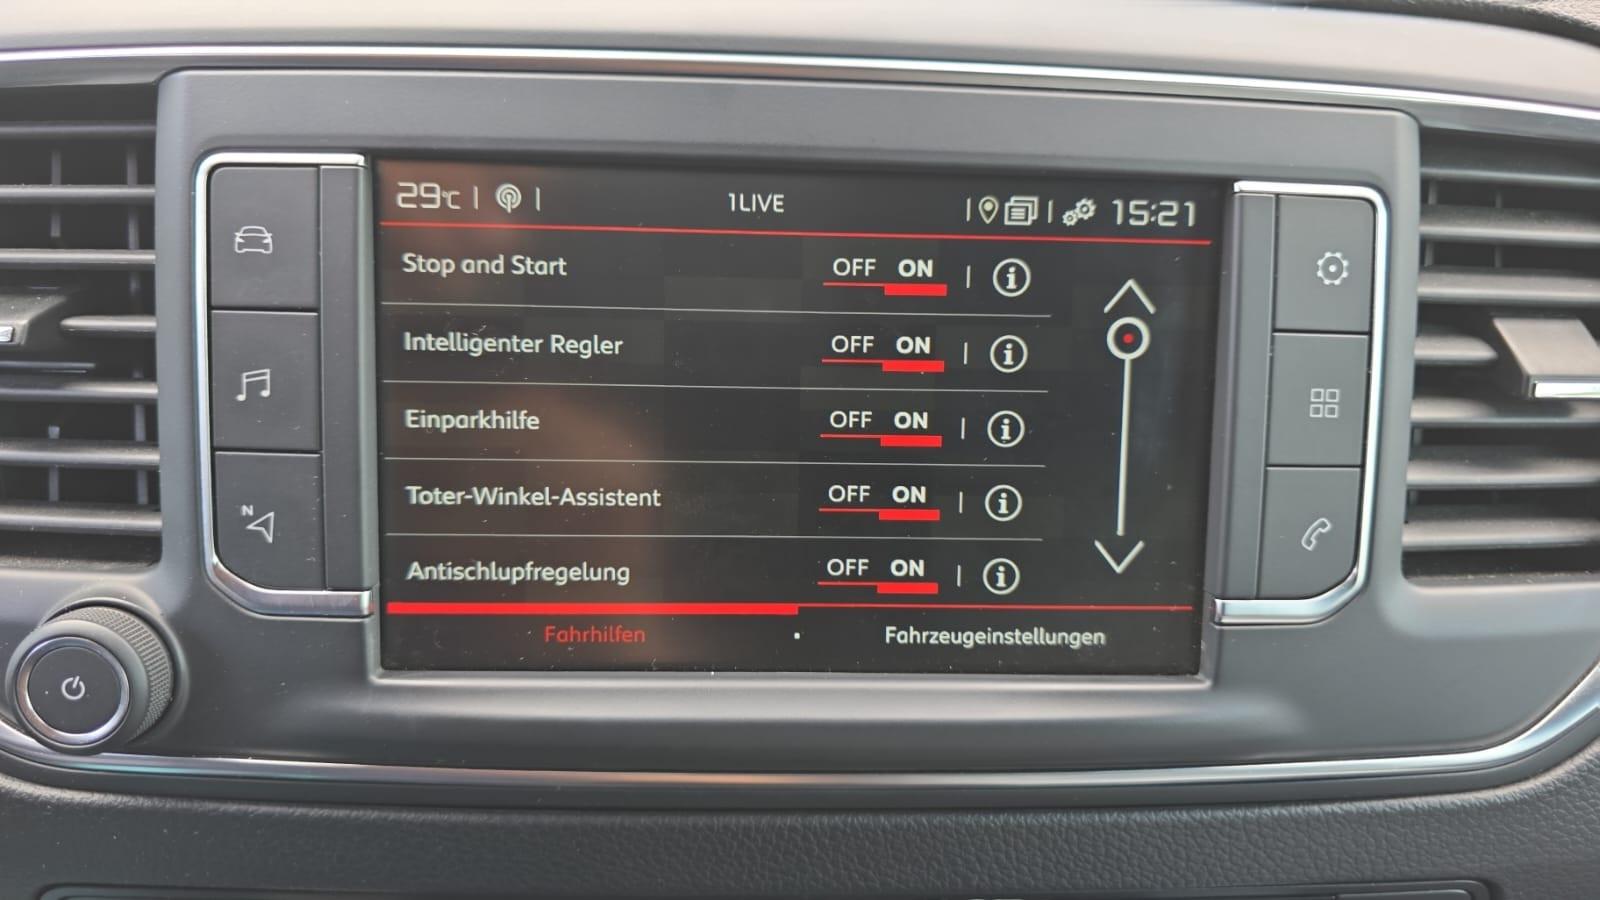 29°C | | 1LIVE | | 15:21
Stop and Start OFF ON | i
Intelligenter Regler OFF ON | i
Einparkhilfe OFF ON | i
Toter-Winkel-Assistent OFF ON | i
Antischlupfregelung OFF ON | i
Fahrhilfen • Fahrzeugeinstellungen
N